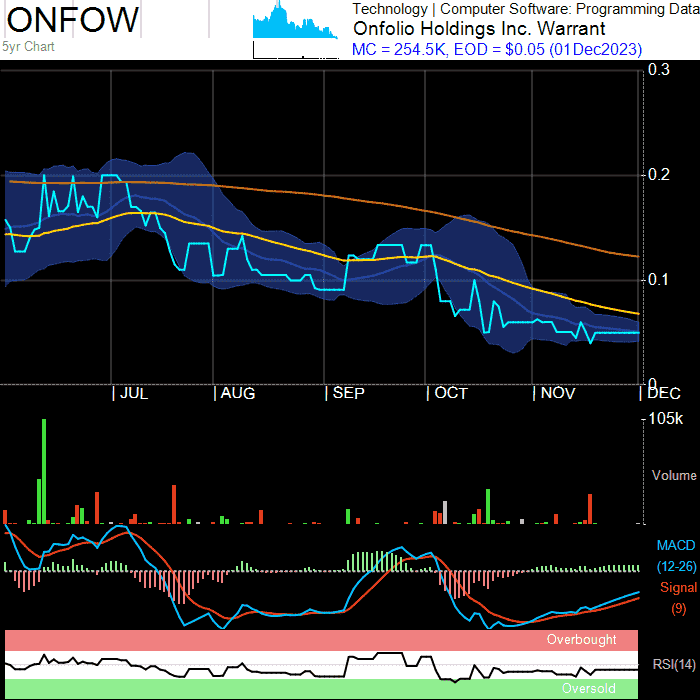 ONFOW
5yr Chart
Technology | Computer Software: Programming Data
Onfolio Holdings Inc. Warrant
MC = 254.5K, EOD = $0.05 (01Dec2023)
0.3
0.2
0.1
0
JUL AUG SEP OCT NOV DEC
105k
Volume
MACD
(12-26)
Signal
(9)
Overbought
RSI(14)
Oversold